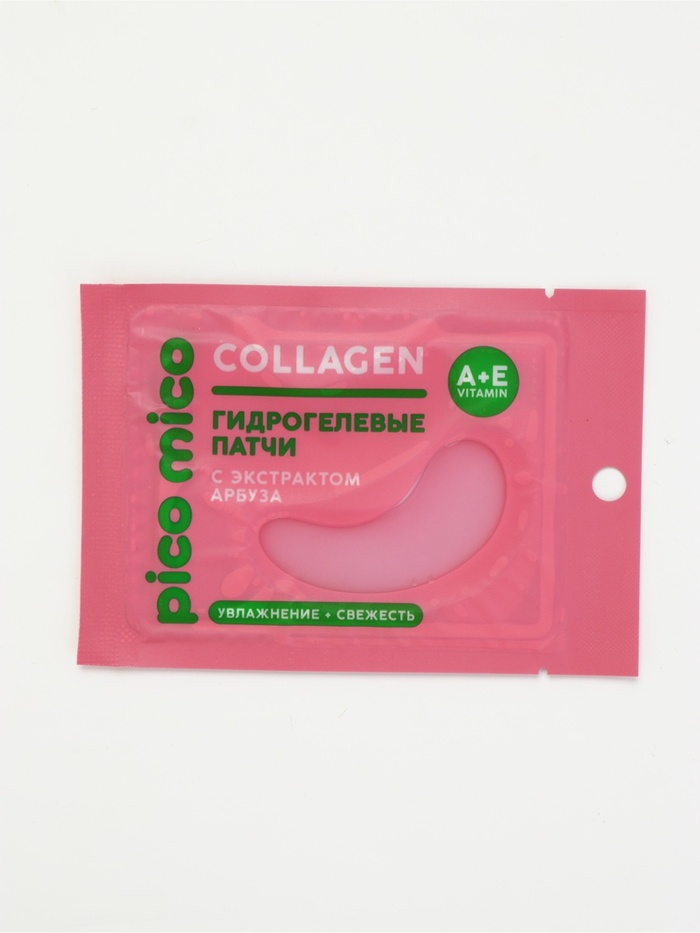 pico mico
COLLAGEN
A+E
VITAMIN
ГИДРОГЕЛЕВЫЕ
ПАТЧИ
С ЭКСТРАКТОМ
АРБУЗА
УВЛАЖНЕНИЕ + СВЕЖЕСТЬ